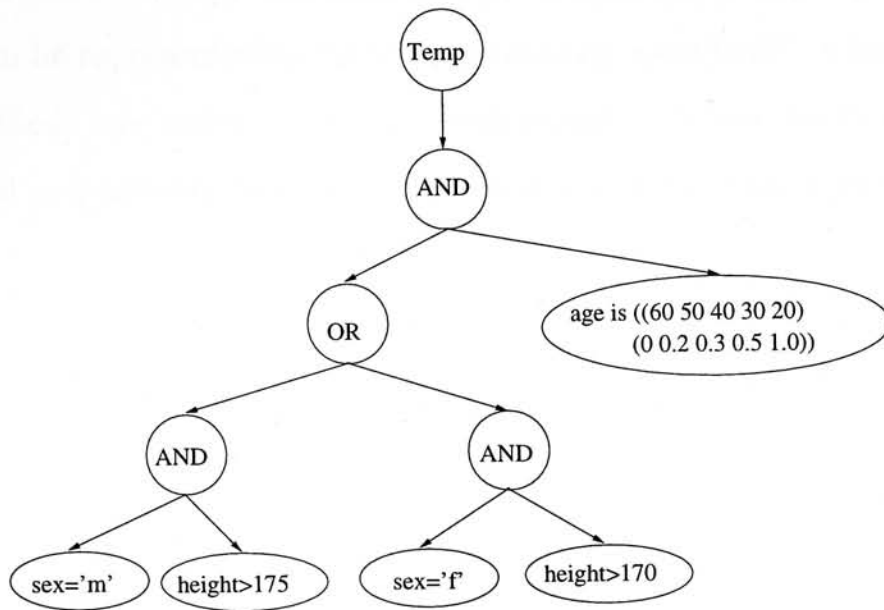 Temp
AND
OR
age is ((60 50 40 30 20)
(0 0.2 0.3 0.5 1.0))
AND
AND
sex='m'
height>175
sex='f'
height>170